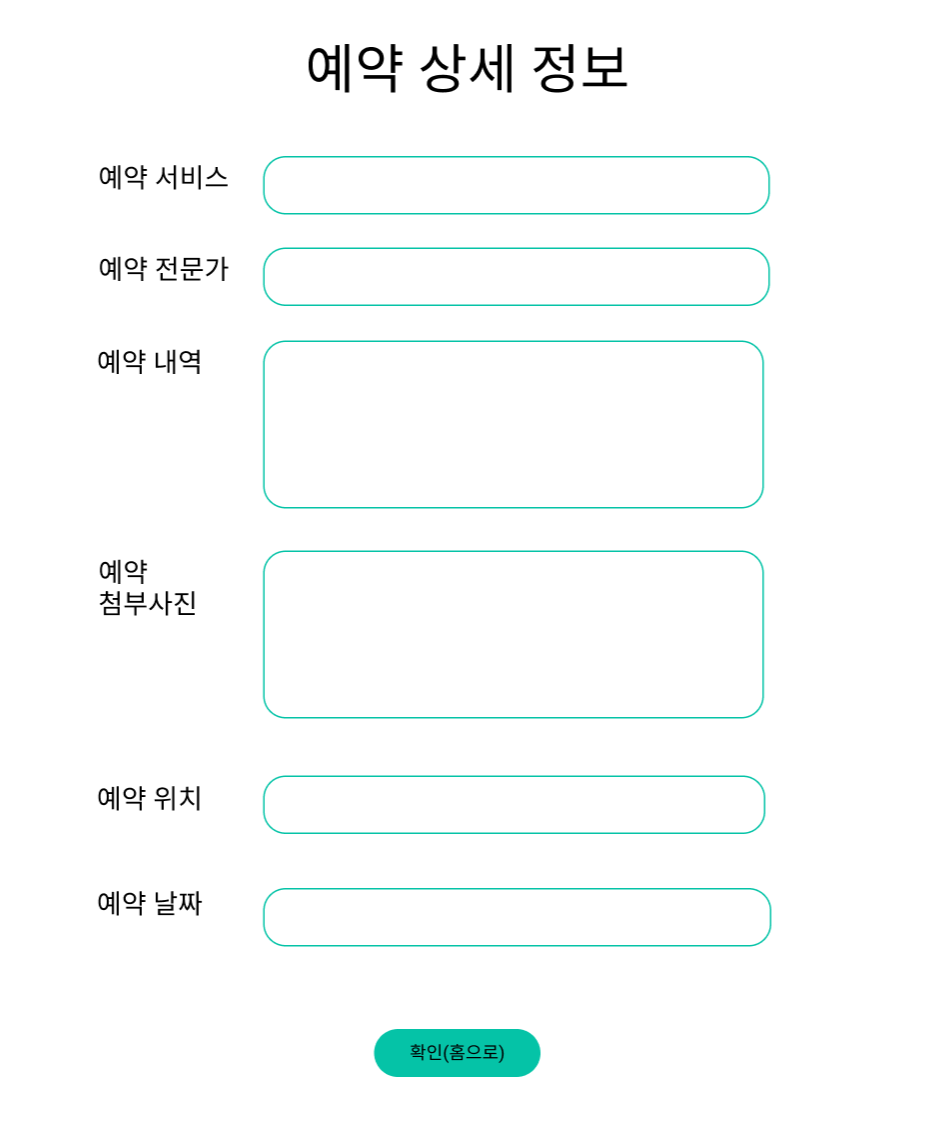 예약 상세 정보
예약 서비스
예약 전문가
예약 내역
예약
첨부사진
예약 위치
예약 날짜
확인(홈으로)